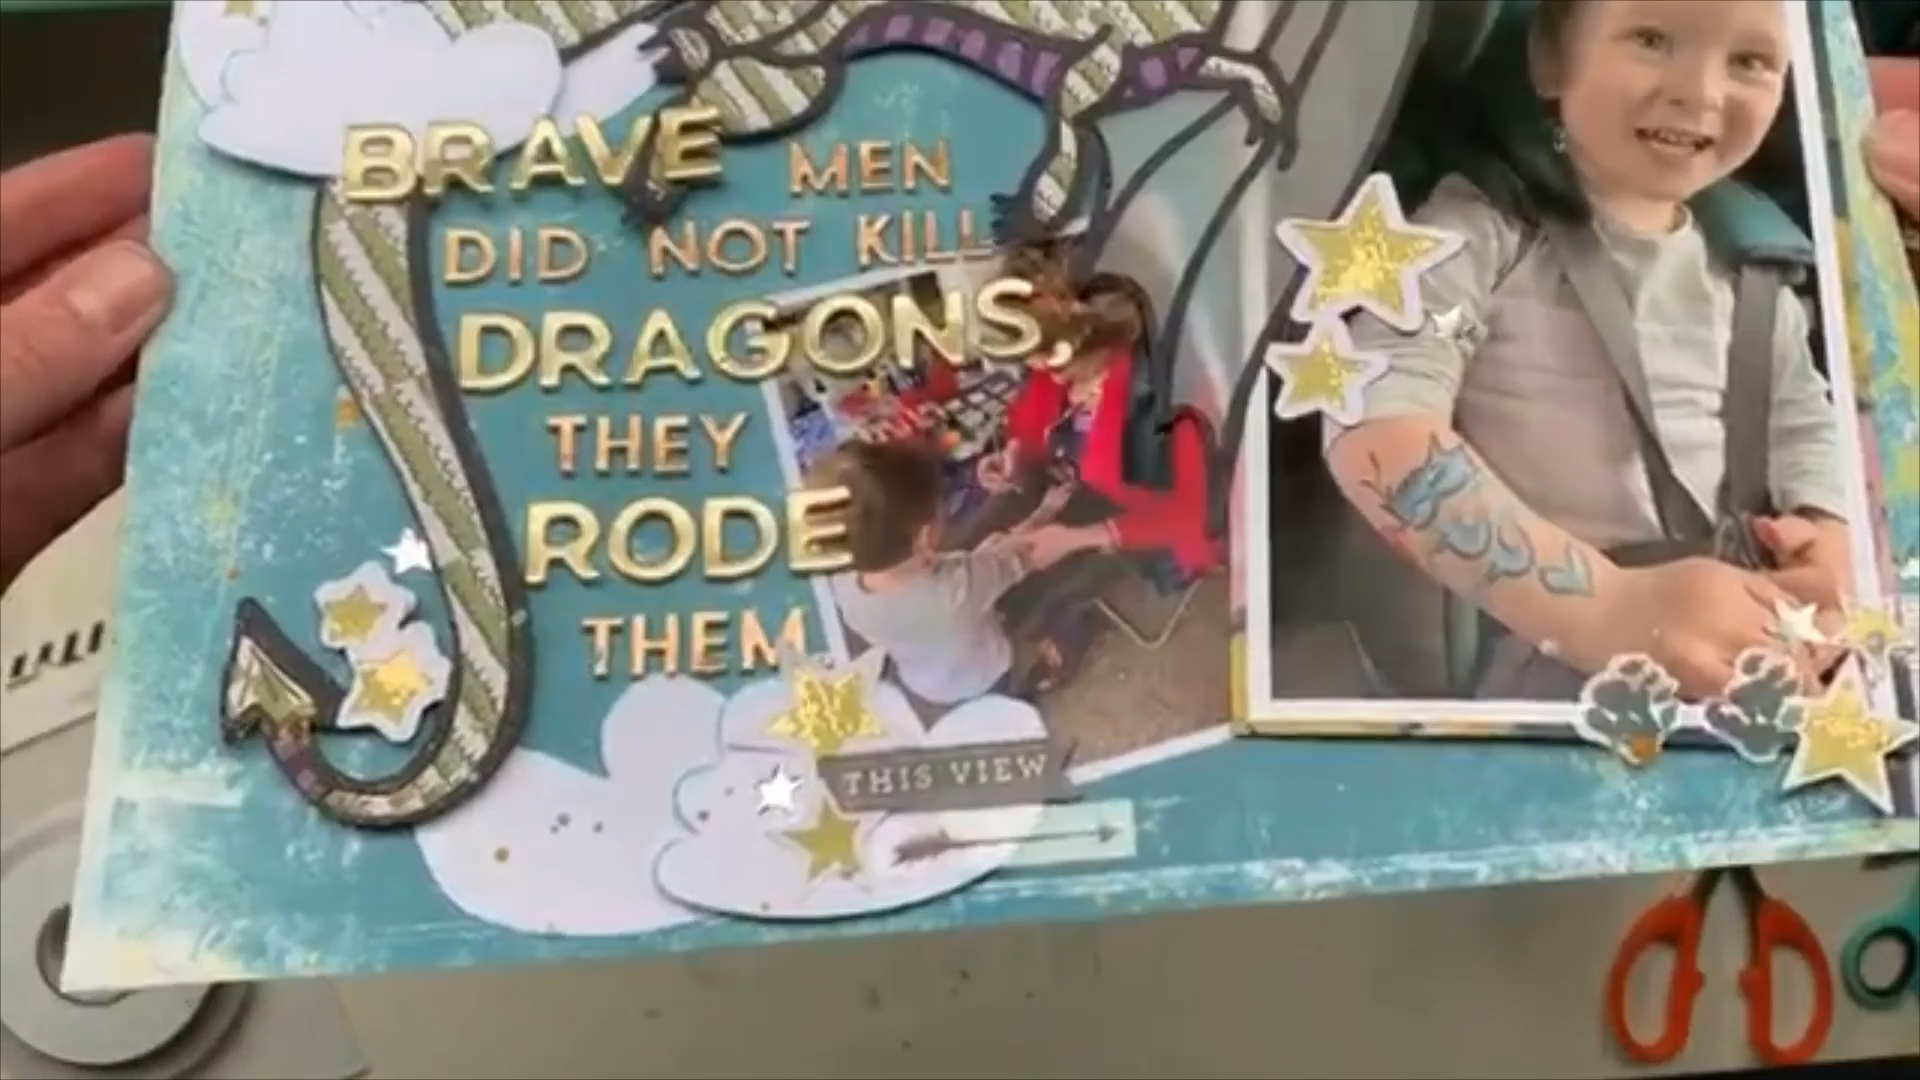 BRAVE MEN
DID NOT KILL
DRAGONS,
THEY
RODE
THEM
THIS VIEW